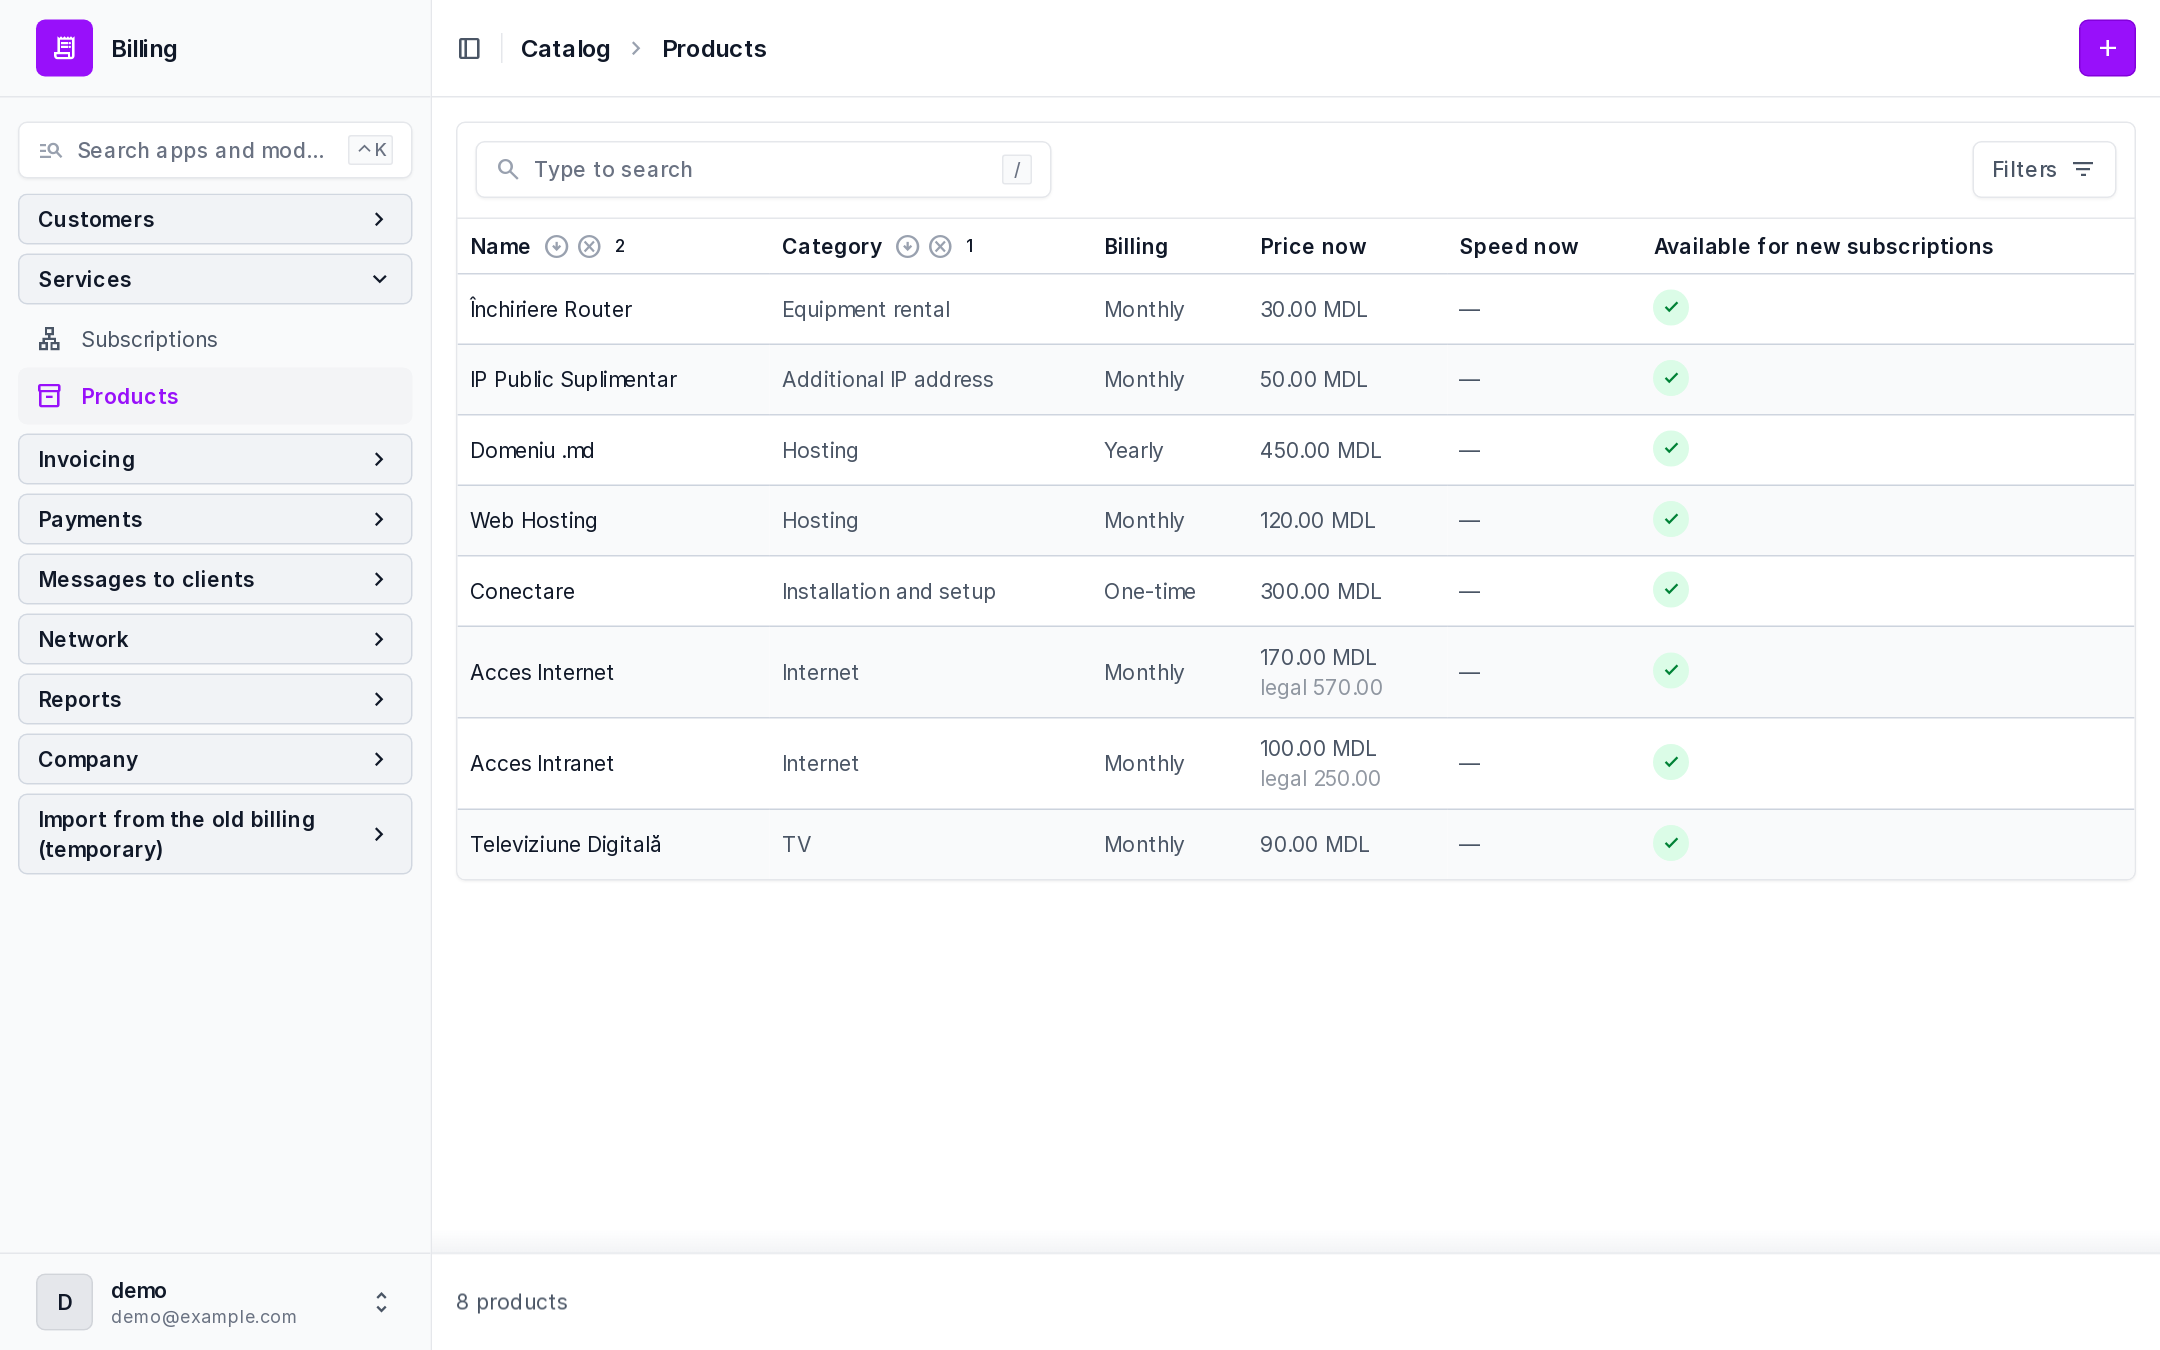 Billing
Catalog
Products
Search apps and mod...
^K
Customers
Services
Subscriptions
Products
Invoicing
Payments
Messages to clients
Network
Reports
Company
Import from the old billing
(temporary)
demo
D
demo@example.com
Type to search
/
Filters
Name 2 Category 1 Billing Price now Speed now Available for new subscriptions
Închiriere Router Equipment rental Monthly 30.00 MDL —
IP Public Suplimentar Additional IP address Monthly 50.00 MDL —
Domeniu .md Hosting Yearly 450.00 MDL —
Web Hosting Hosting Monthly 120.00 MDL —
Conectare Installation and setup One-time 300.00 MDL —
Acces Internet Internet Monthly 170.00 MDL —
legal 570.00
Acces Intranet Internet Monthly 100.00 MDL —
legal 250.00
Televiziune Digitală TV Monthly 90.00 MDL —
8 products